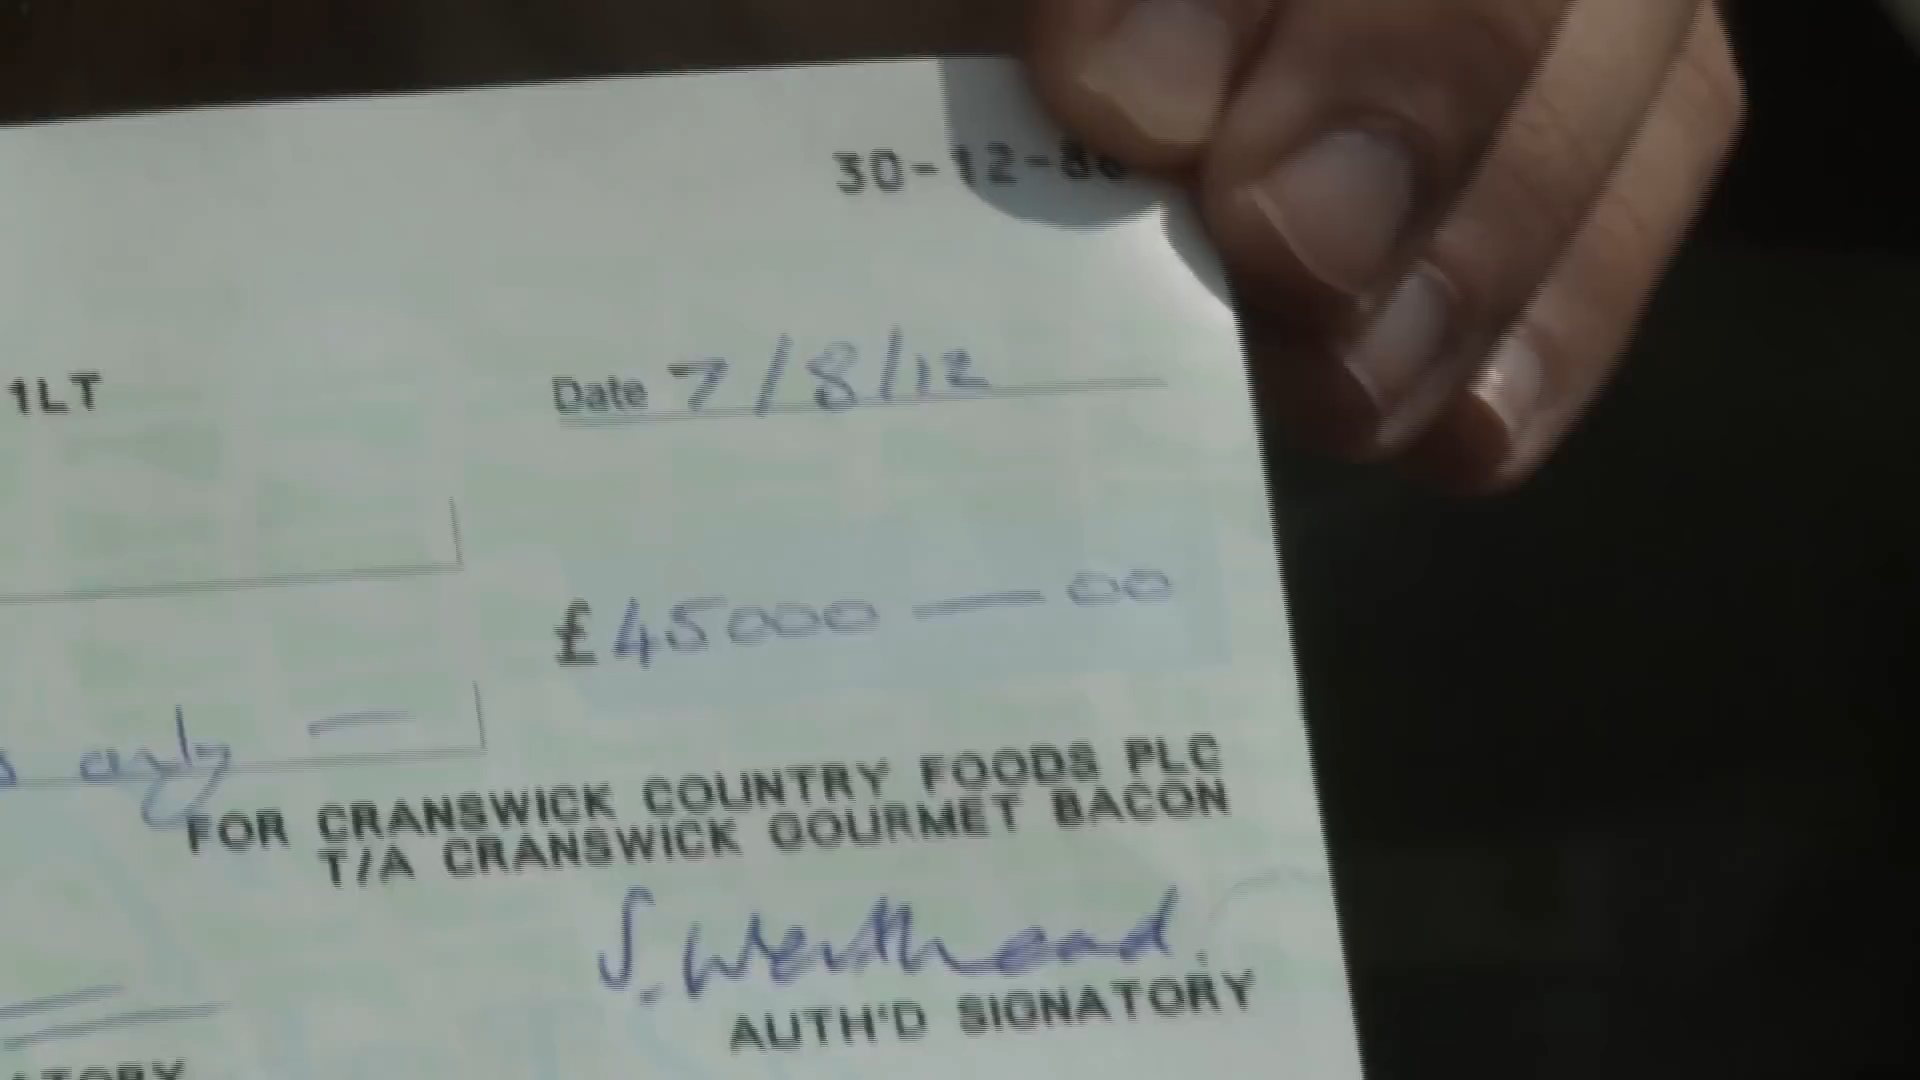 30-12-
1LT
Date 7/8/12
£45000 — 00
only —
FOR CRANSWICK COUNTRY FOODS PLC
T/A CRANSWICK GOURMET BACON
AUTH'D SIGNATORY